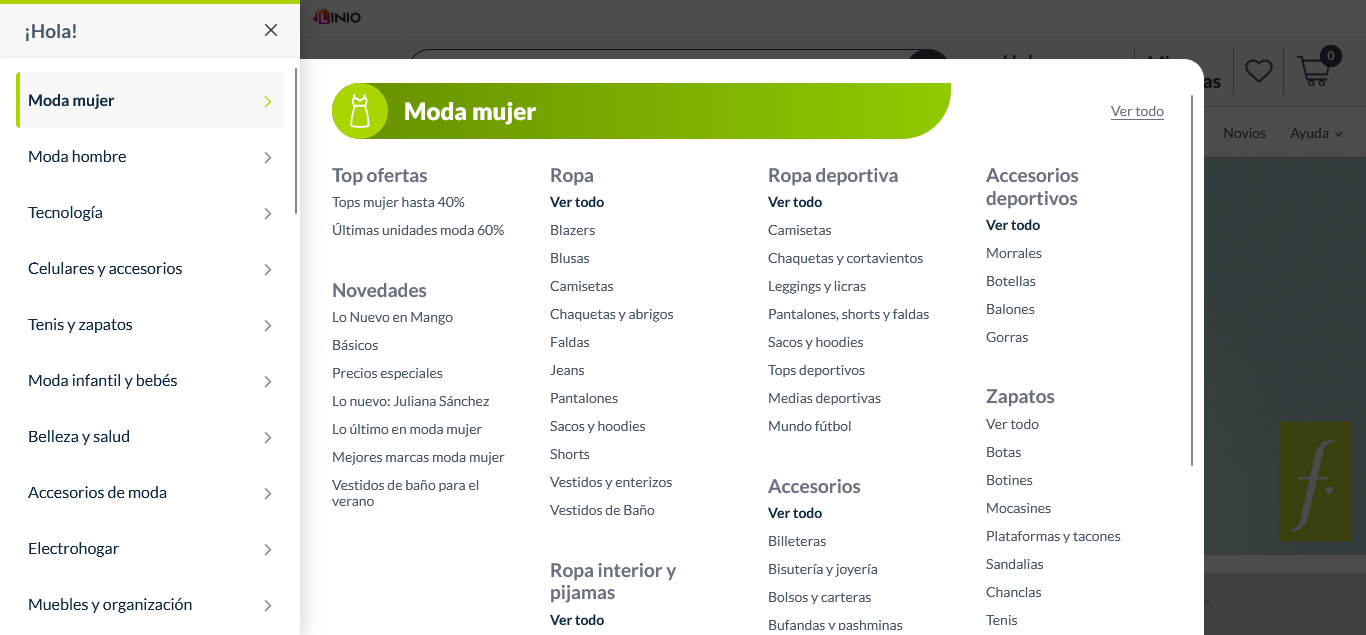 ¡Hola!
Moda mujer
Moda hombre
Tecnología
Celulares y accesorios
Tenis y zapatos
Moda infantil y bebés
Belleza y salud
Accesorios de moda
Electrohogar
Muebles y organización
LINIO
0
as
Novios
Ayuda
Moda mujer
Ver todo
Top ofertas
Tops mujer hasta 40%
Últimas unidades moda 60%
Novedades
Lo Nuevo en Mango
Básicos
Precios especiales
Lo nuevo: Juliana Sánchez
Lo último en moda mujer
Mejores marcas moda mujer
Vestidos de baño para el
verano
Ropa
Ver todo
Blazers
Blusas
Camisetas
Chaquetas y abrigos
Faldas
Jeans
Pantalones
Sacos y hoodies
Shorts
Vestidos y enterizos
Vestidos de Baño
Ropa interior y
pijamas
Ver todo
Ropa deportiva
Ver todo
Camisetas
Chaquetas y cortavientos
Leggings y licras
Pantalones, shorts y faldas
Sacos y hoodies
Tops deportivos
Medias deportivas
Mundo fútbol
Accesorios
Ver todo
Billeteras
Bisutería y joyería
Bolsos y carteras
Bufandas y pashminas
Accesorios
deportivos
Ver todo
Morrales
Botellas
Balones
Gorras
Zapatos
Ver todo
Botas
Botines
Mocasines
Plataformas y tacones
Sandalias
Chanclas
Tenis
f.